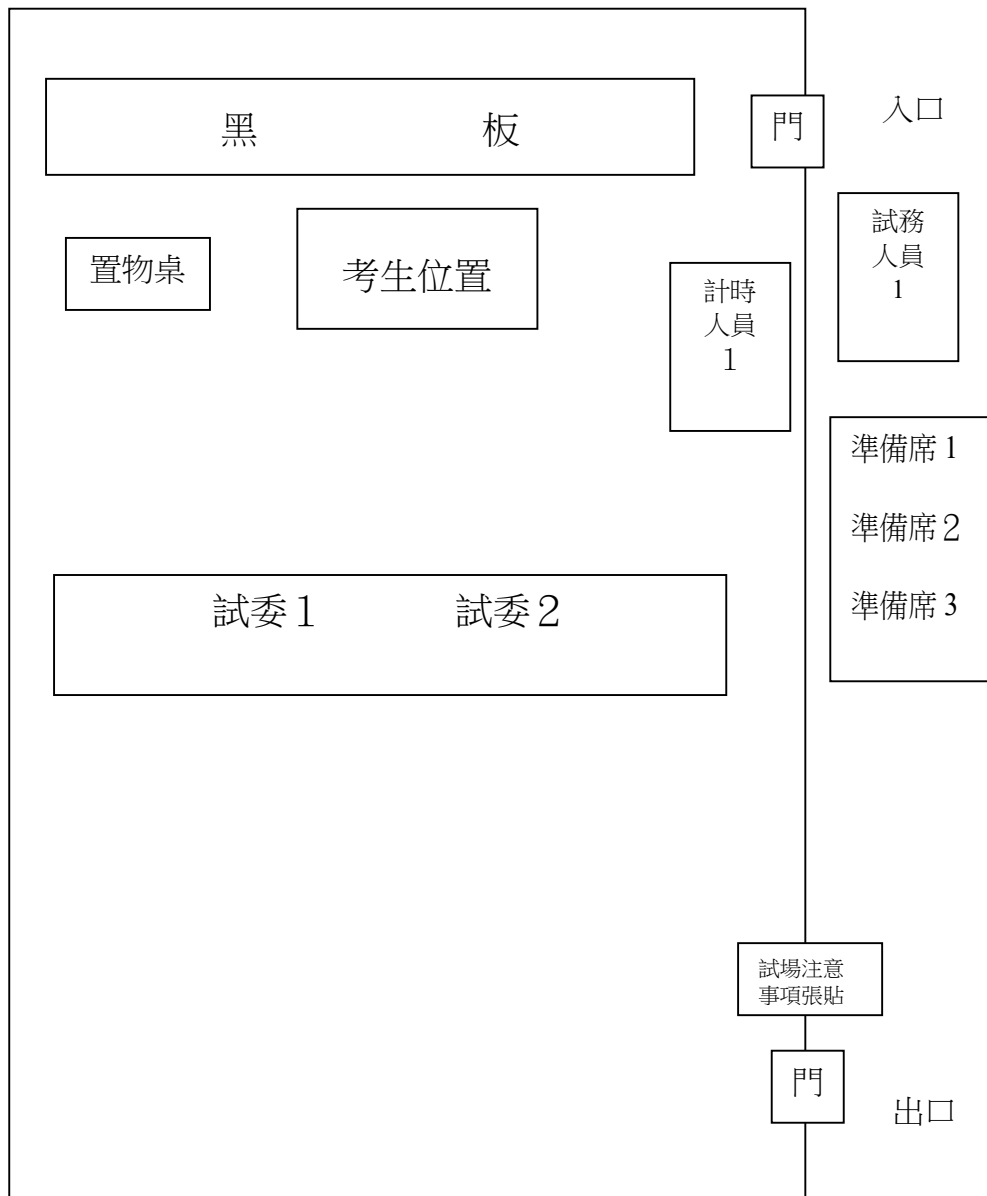 黑 板
門
入口
置物桌
考生位置
計時
人員
１
試務
人員
1
準備席 1
準備席２
準備席 3
試委１ 試委２
試場注意
事項張貼
門
出口